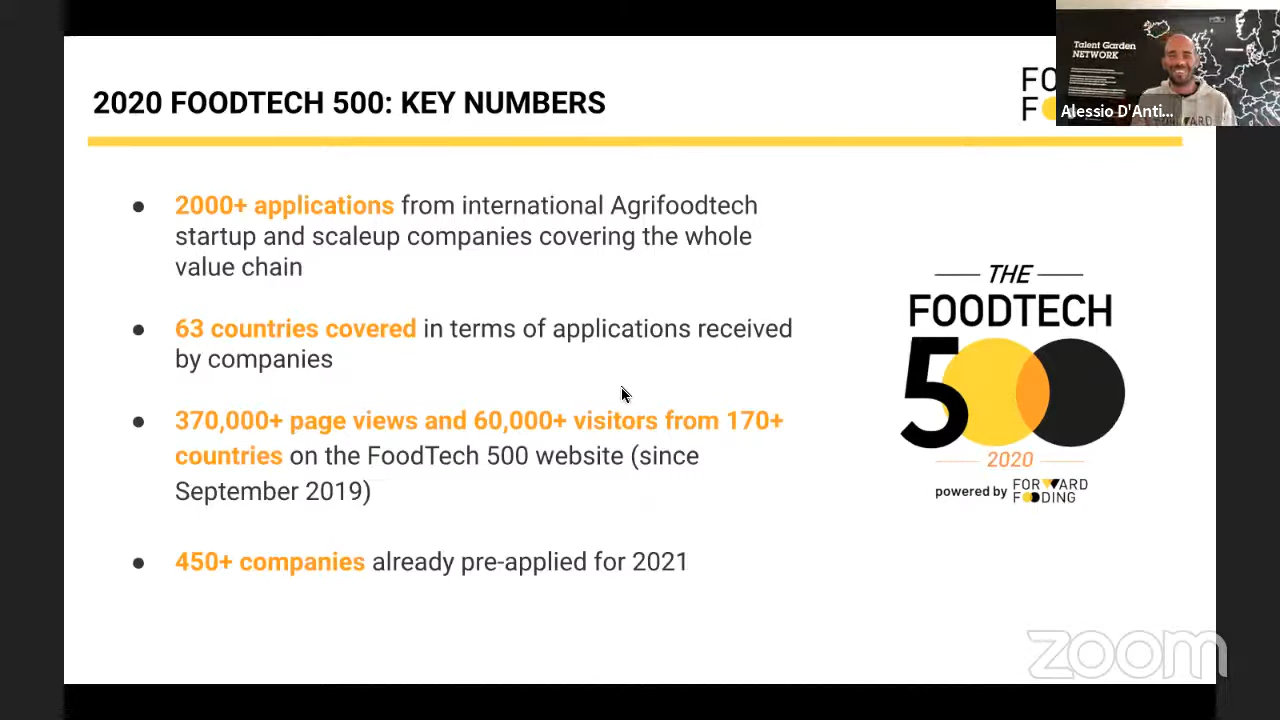 2020 FOODTECH 500: KEY NUMBERS
FO
F
Talent Garden
NETWORK
Alessio D'Anti...
● 2000+ applications from international Agrifoodtech
startup and scaleup companies covering the whole
value chain
● 63 countries covered in terms of applications received
by companies
● 370,000+ page views and 60,000+ visitors from 170+
countries on the FoodTech 500 website (since
September 2019)
● 450+ companies already pre-applied for 2021
THE
FOODTECH
500
2020
powered by FORWARD
FOODING
zoom